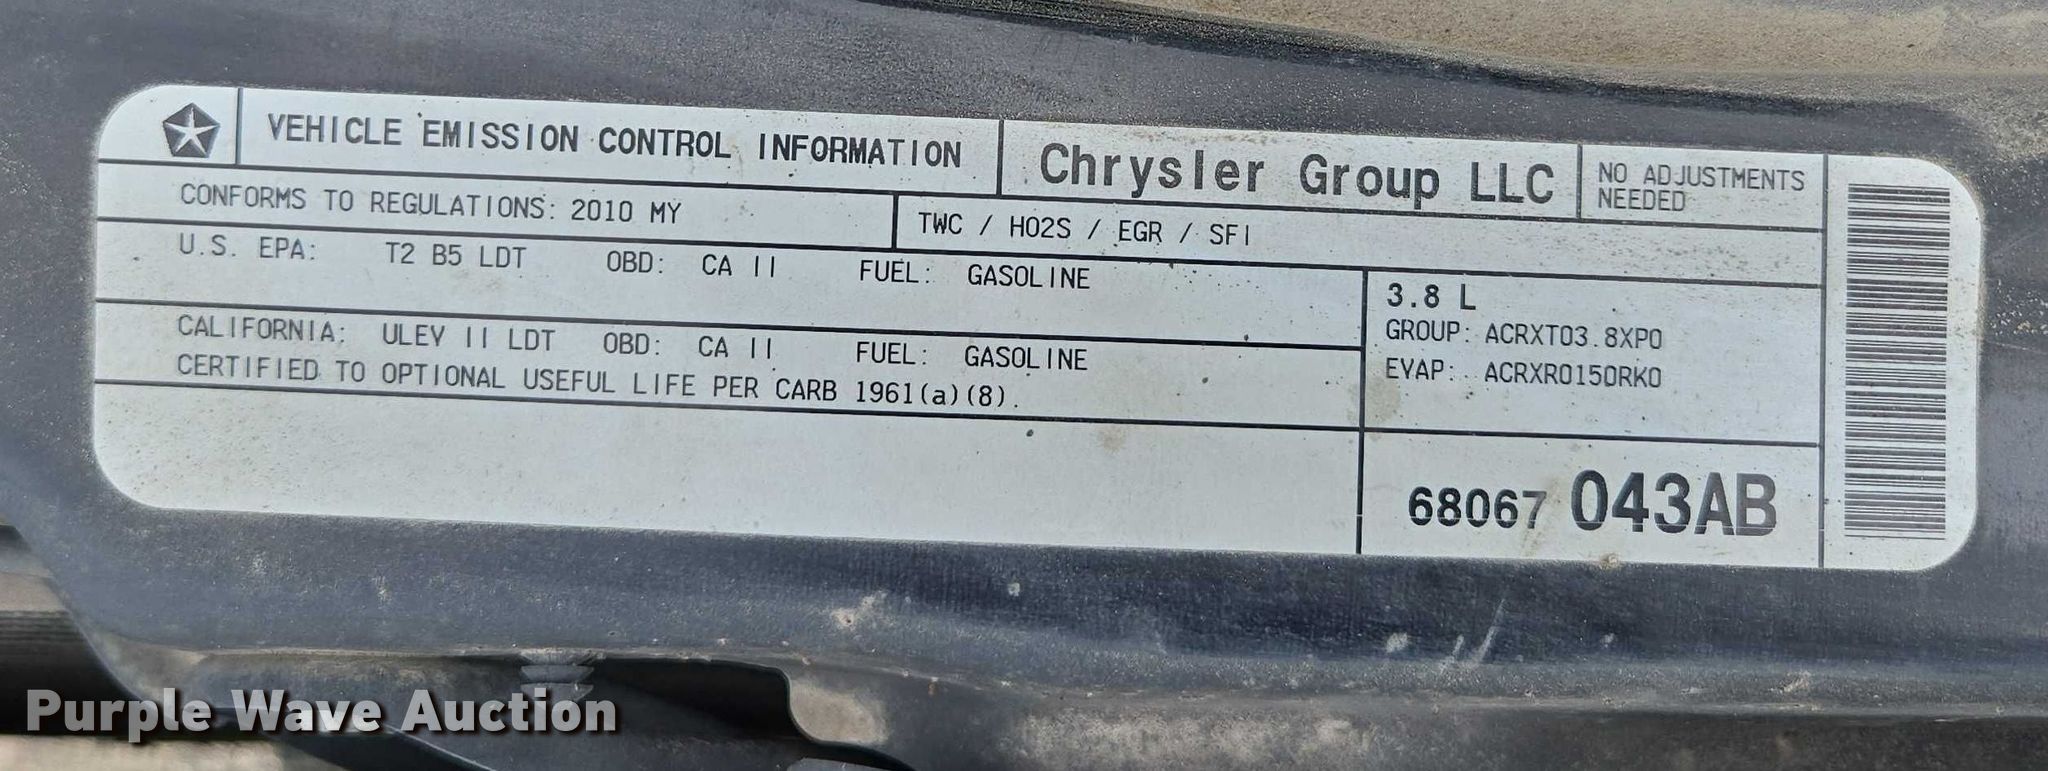 VEHICLE EMISSION CONTROL INFORMATION
Chrysler Group LLC
NO ADJUSTMENTS
NEEDED
CONFORMS TO REGULATIONS: 2010 MY
TWC / HO2S / EGR / SFI
U.S. EPA: T2 B5 LDT OBD: CA II FUEL: GASOLINE
CALIFORNIA: ULEV II LDT OBD: CA II FUEL: GASOLINE
CERTIFIED TO OPTIONAL USEFUL LIFE PER CARB 1961(a)(8).
3.8 L
GROUP: ACRXT03.8XP0
EVAP: ACRXR0150RK0
68067 043AB
Purple Wave Auction